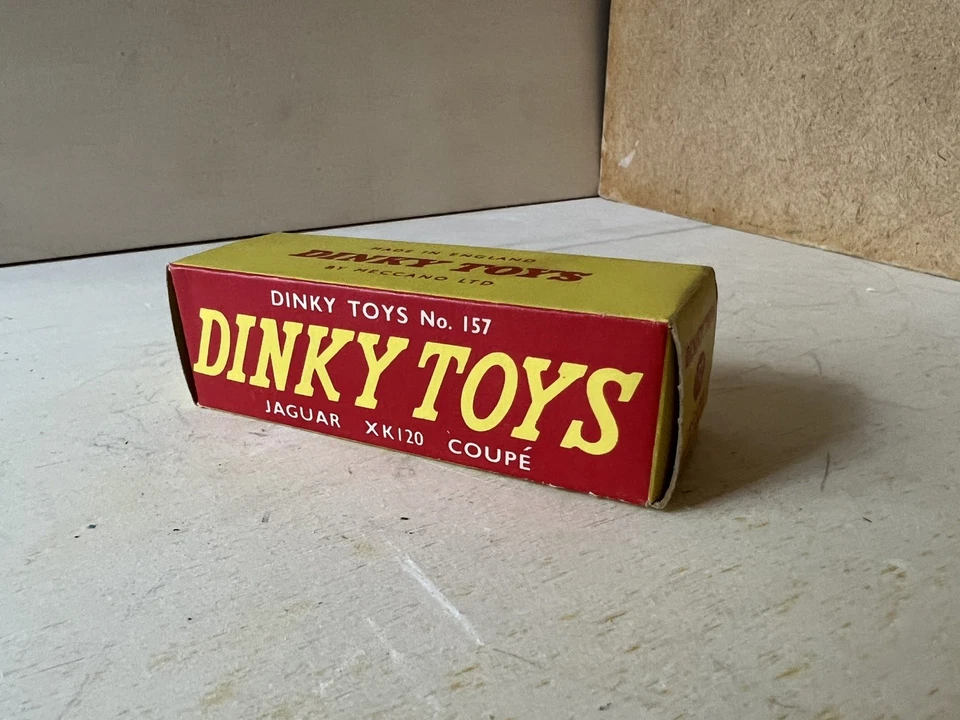 MADE IN ENGLAND
DINKY TOYS
BY MECCANO LTD
DINKY TOYS No. 157
DINKY TOYS
JAGUAR XK120 COUPÉ